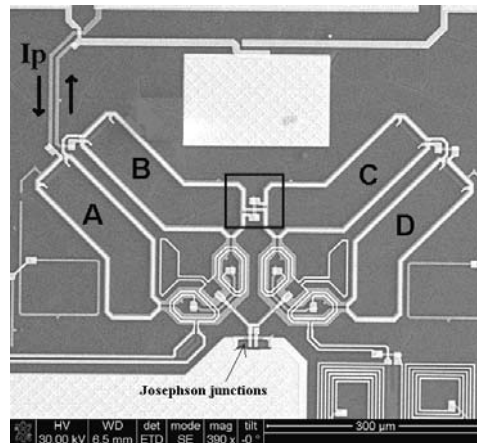 Ip
B
C
A
D
Josephson junctions
HV WD det mode mag tilt
30.00 kV 6.5 mm ETD SE 390 x -0 ° 300 µm